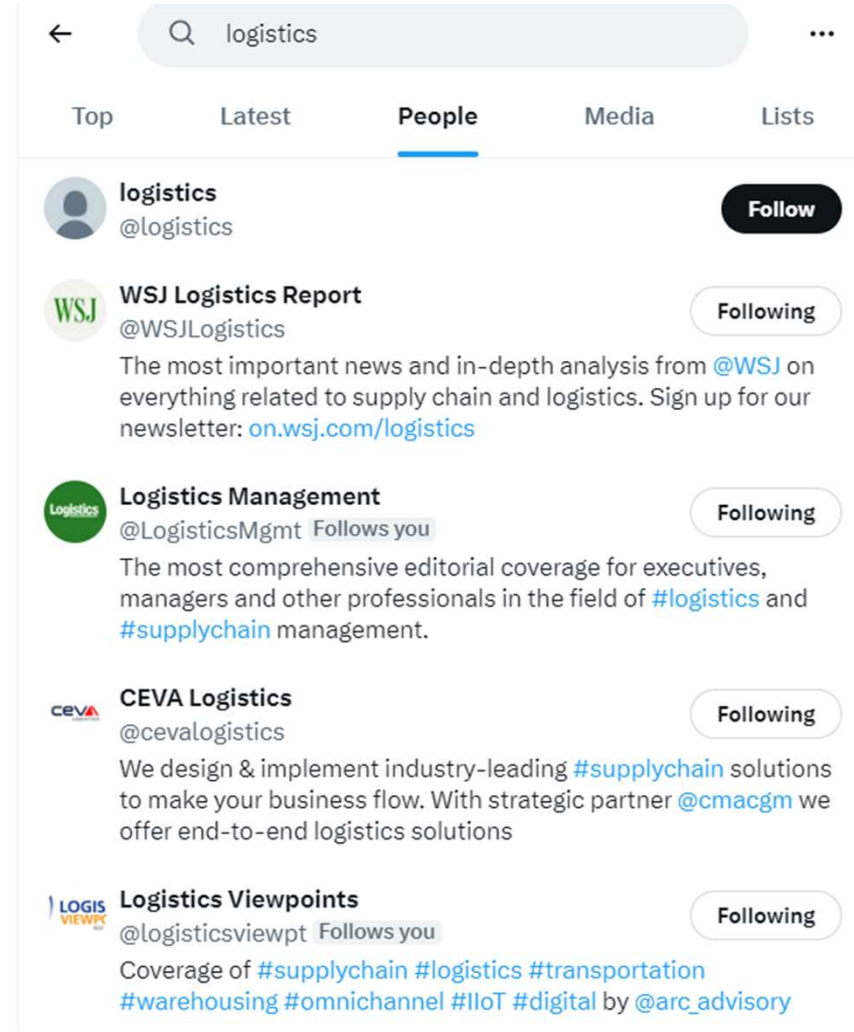 logistics
Top Latest People Media Lists
logistics
@logistics
Follow
WSJ
WSJ Logistics Report
@WSJLogistics
Following
The most important news and in-depth analysis from @WSJ on
everything related to supply chain and logistics. Sign up for our
newsletter: on.wsj.com/logistics
Logistics
Logistics Management
@LogisticsMgmt Follows you
Following
The most comprehensive editorial coverage for executives,
managers and other professionals in the field of #logistics and
#supplychain management.
CEVA
CEVA Logistics
@cevalogistics
Following
We design & implement industry-leading #supplychain solutions
to make your business flow. With strategic partner @cmacgm we
offer end-to-end logistics solutions
LOGIS
VIEWPO
Logistics Viewpoints
@logisticsviewpt Follows you
Following
Coverage of #supplychain #logistics #transportation
#warehousing #omnichannel #IIoT #digital by @arc_advisory